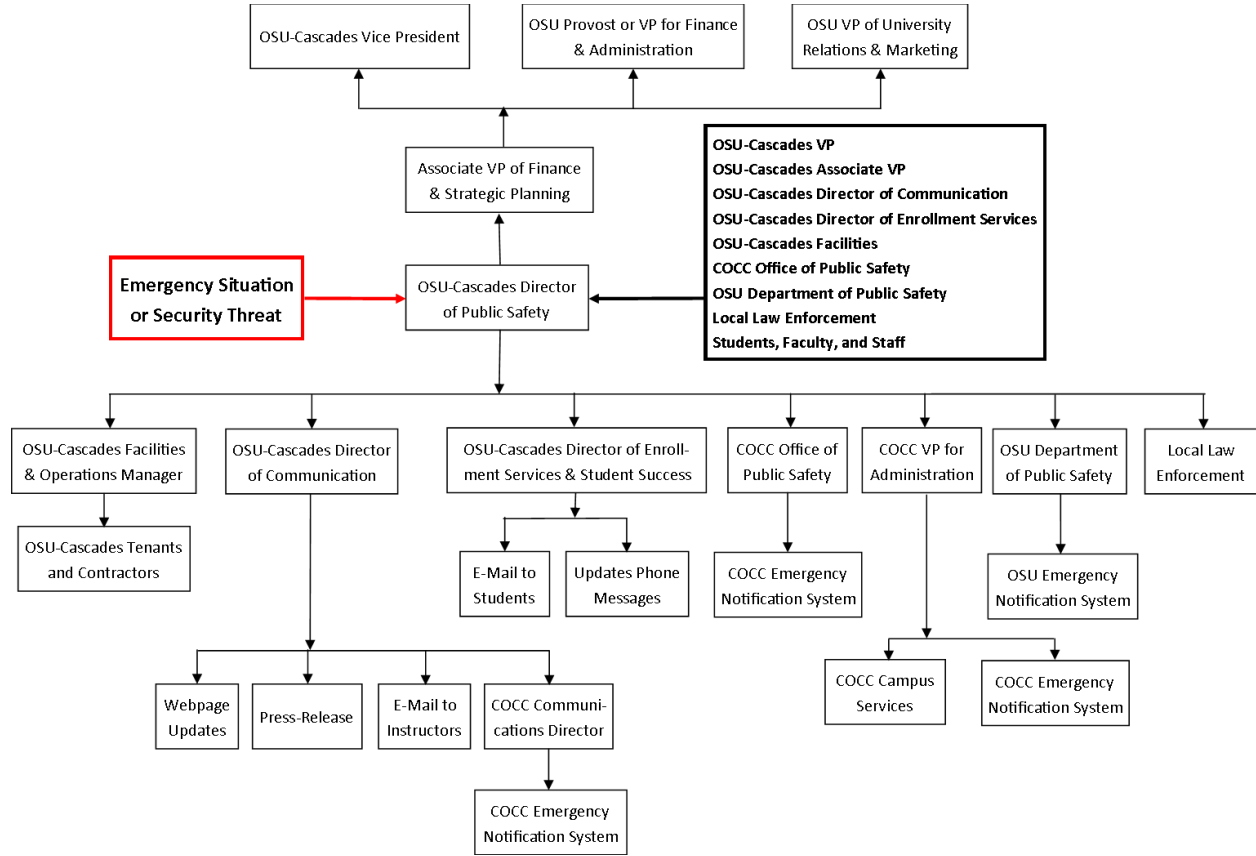 OSU-Cascades Vice President
OSU Provost or VP for Finance
& Administration
OSU VP of University
Relations & Marketing
Associate VP of Finance
& Strategic Planning
OSU-Cascades VP
OSU-Cascades Associate VP
OSU-Cascades Director of Communication
OSU-Cascades Director of Enrollment Services
OSU-Cascades Facilities
COCC Office of Public Safety
OSU Department of Public Safety
Local Law Enforcement
Students, Faculty, and Staff
Emergency Situation
or Security Threat
OSU-Cascades Director
of Public Safety
OSU-Cascades Facilities
& Operations Manager
OSU-Cascades Director
of Communication
OSU-Cascades Director of Enroll-
ment Services & Student Success
COCC Office of
Public Safety
COCC VP for
Administration
OSU Department
of Public Safety
Local Law
Enforcement
OSU-Cascades Tenants
and Contractors
E-Mail to
Students
Updates Phone
Messages
COCC Emergency
Notification System
OSU Emergency
Notification System
Webpage
Updates
Press-Release
E-Mail to
Instructors
COCC Communi-
cations Director
COCC Campus
Services
COCC Emergency
Notification System
COCC Emergency
Notification System